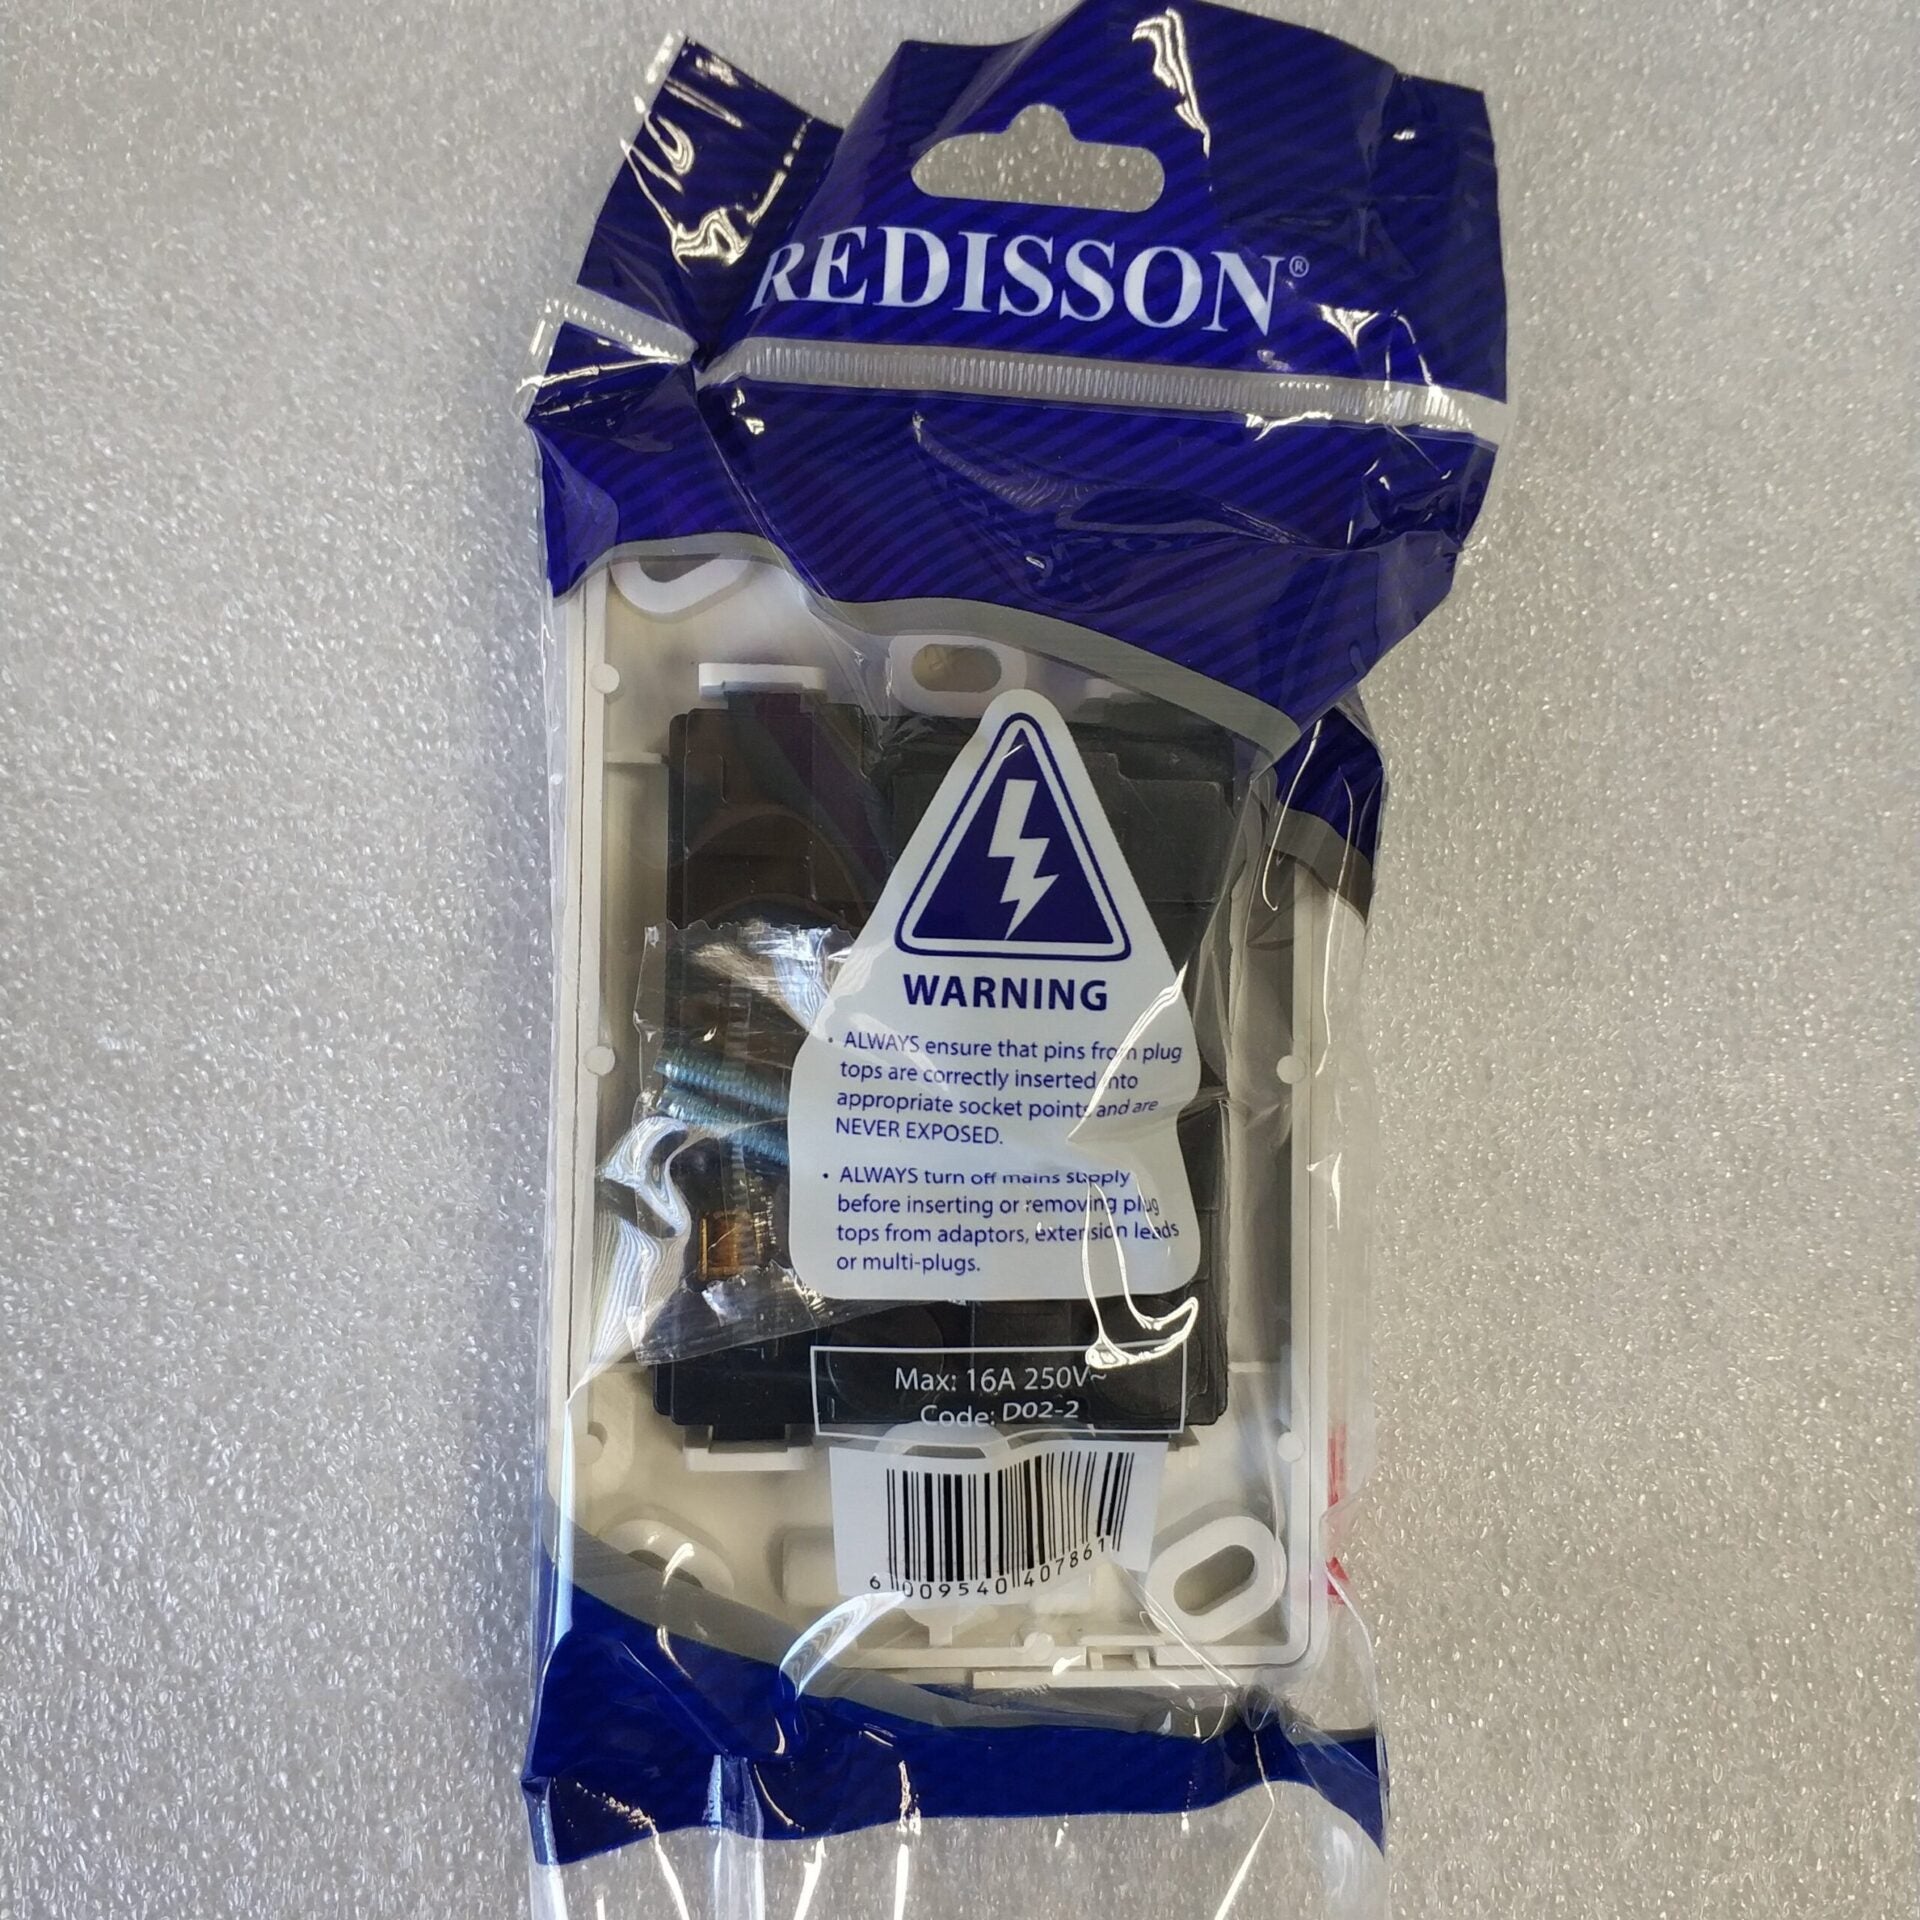 REDISSON®
WARNING
• ALWAYS ensure that pins from plug
tops are correctly inserted into
appropriate socket points and are
NEVER EXPOSED.
• ALWAYS turn off mains supply
before inserting or removing plug
tops from adaptors, extension leads
or multi-plugs.
Max: 16A 250V~
Code: D02-2
6 009540 407861